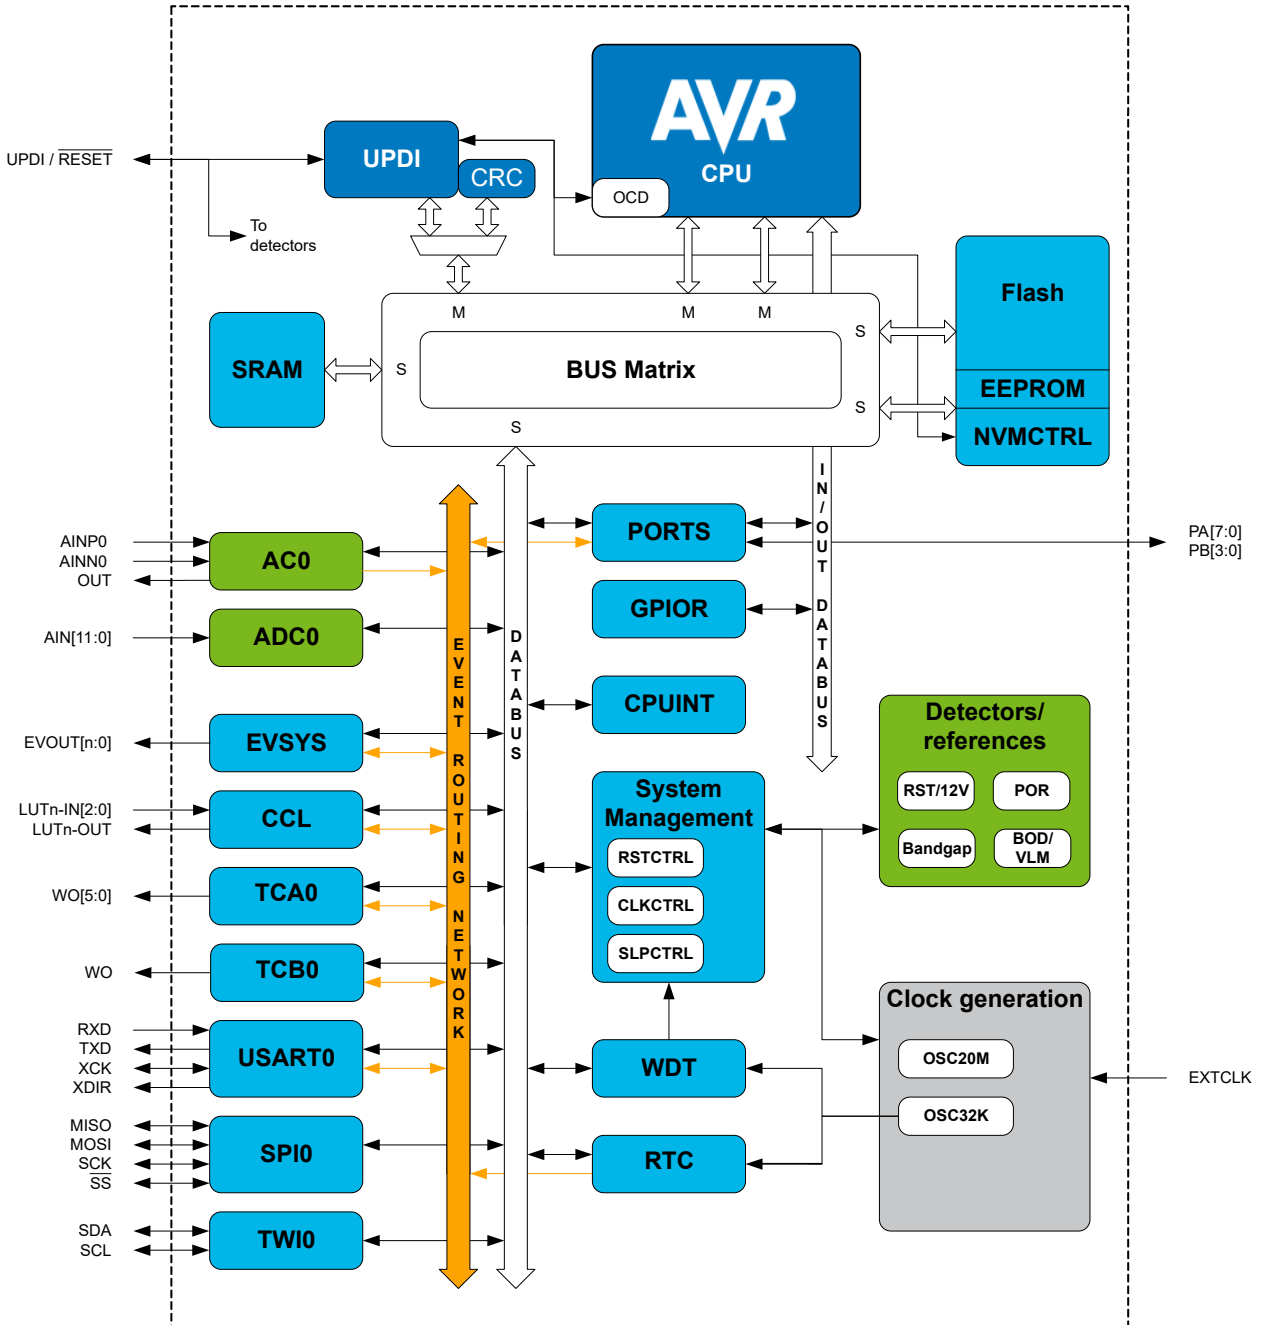 AVR
CPU
OCD
UPDI
CRC
UPDI / RESET
To
detectors
Flash
EEPROM
NVMCTRL
M
M
M
S
S
S
S
SRAM
BUS Matrix
IN/OUT DATABUS
DATABUS
EVENT ROUTING NETWORK
AINP0
AINN0
OUT
AC0
AIN[11:0]
ADC0
EVOUT[n:0]
EVSYS
LUTn-IN[2:0]
LUTn-OUT
CCL
WO[5:0]
TCA0
WO
TCB0
RXD
TXD
XCK
XDIR
USART0
MISO
MOSI
SCK
SS
SPI0
SDA
SCL
TWI0
PORTS
PA[7:0]
PB[3:0]
GPIOR
CPUINT
System
Management
RSTCTRL
CLKCTRL
SLPCTRL
WDT
RTC
Detectors/
references
RST/12V
POR
Bandgap
BOD/
VLM
Clock generation
OSC20M
OSC32K
EXTCLK